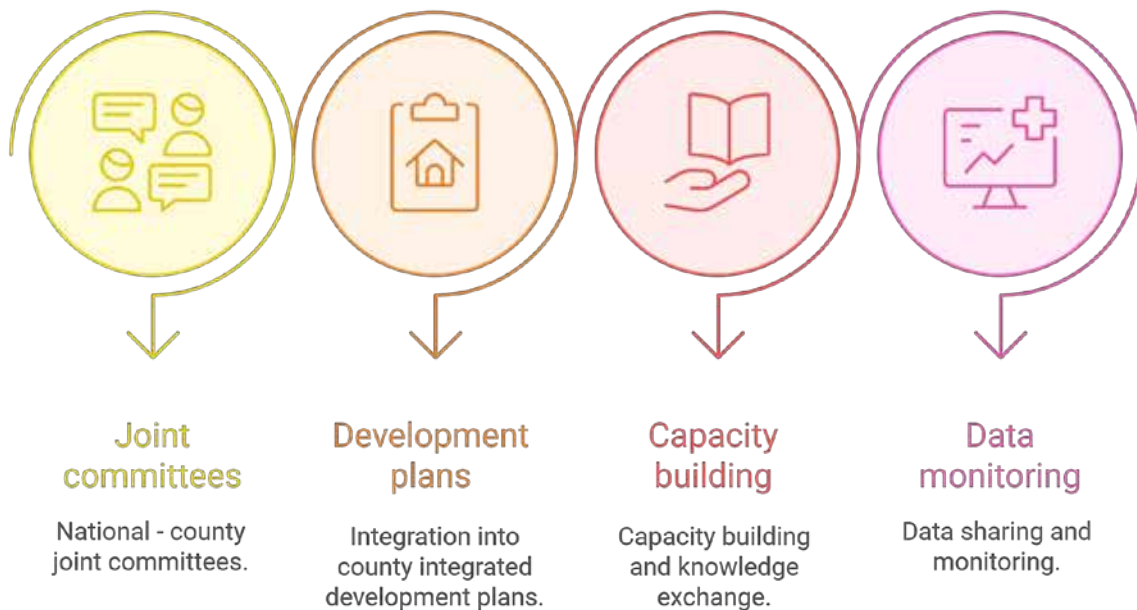 Joint
committees
National - county
joint committees.
Development
plans
Integration into
county integrated
development plans.
Capacity
building
Capacity building
and knowledge
exchange.
Data
monitoring
Data sharing and
monitoring.